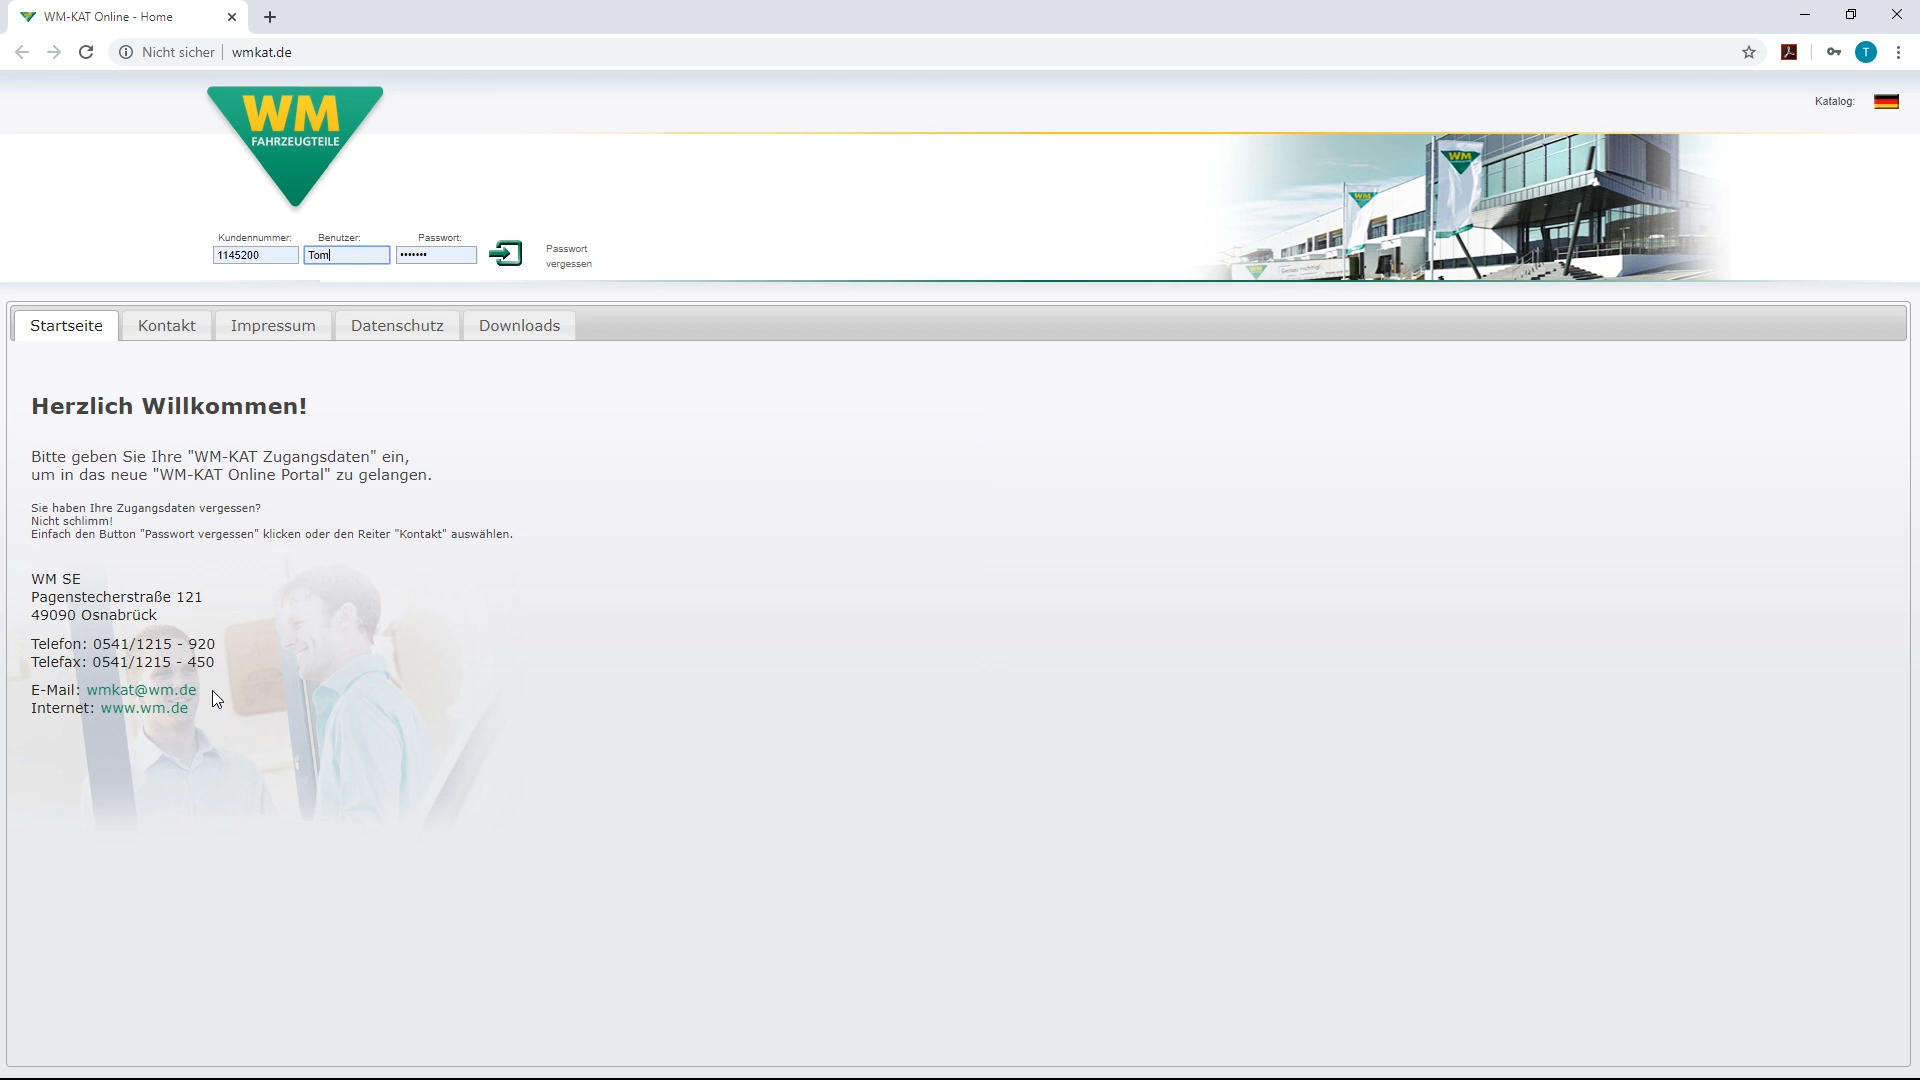 WM-KAT Online - Home
Nicht sicher
wmkat.de
T
WM
FAHRZEUGTEILE
Katalog:
WM
WM
Kundennummer:
Benutzer:
Passwort:
1145200
Tom
•••••••
Passwort
vergessen
Startseite
Kontakt
Impressum
Datenschutz
Downloads
Herzlich Willkommen!
Bitte geben Sie Ihre "WM-KAT Zugangsdaten" ein,
um in das neue "WM-KAT Online Portal" zu gelangen.
Sie haben Ihre Zugangsdaten vergessen?
Nicht schlimm!
Einfach den Button "Passwort vergessen" klicken oder den Reiter "Kontakt" auswählen.
WM SE
Pagenstecherstraße 121
49090 Osnabrück
Telefon: 0541/1215 - 920
Telefax: 0541/1215 - 450
E-Mail: wmkat@wm.de
Internet: www.wm.de